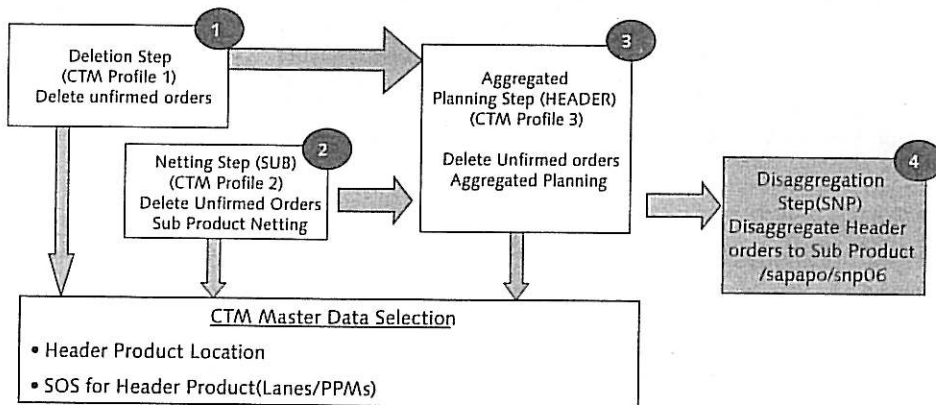 1
Deletion Step
(CTM Profile 1)
Delete unfirmed orders
2
Netting Step (SUB)
(CTM Profile 2)
Delete Unfirmed Orders
Sub Product Netting
3
Aggregated
Planning Step (HEADER)
(CTM Profile 3)
Delete Unfirmed orders
Aggregated Planning
4
Disaggregation
Step(SNP)
Disaggregate Header
orders to Sub Product
/sapapo/snp06
CTM Master Data Selection
• Header Product Location
• SOS for Header Product(Lanes/PPMs)